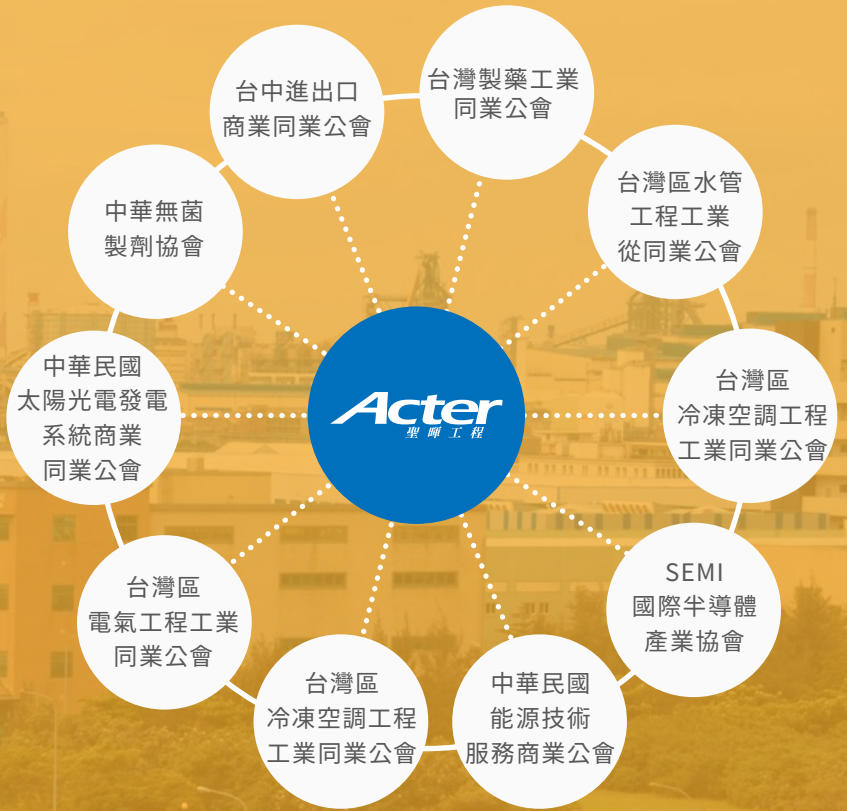 台中進出口
商業同業公會
台灣製藥工業
同業公會
台灣區水管
工程工業
從同業公會
台灣區
冷凍空調工程
工業同業公會
SEMI
國際半導體
產業協會
中華民國
能源技術
服務商業公會
台灣區
冷凍空調工程
工業同業公會
台灣區
電氣工程工業
同業公會
中華民國
太陽光電發電
系統商業
同業公會
中華無菌
製劑協會
Acter
聖暉工程